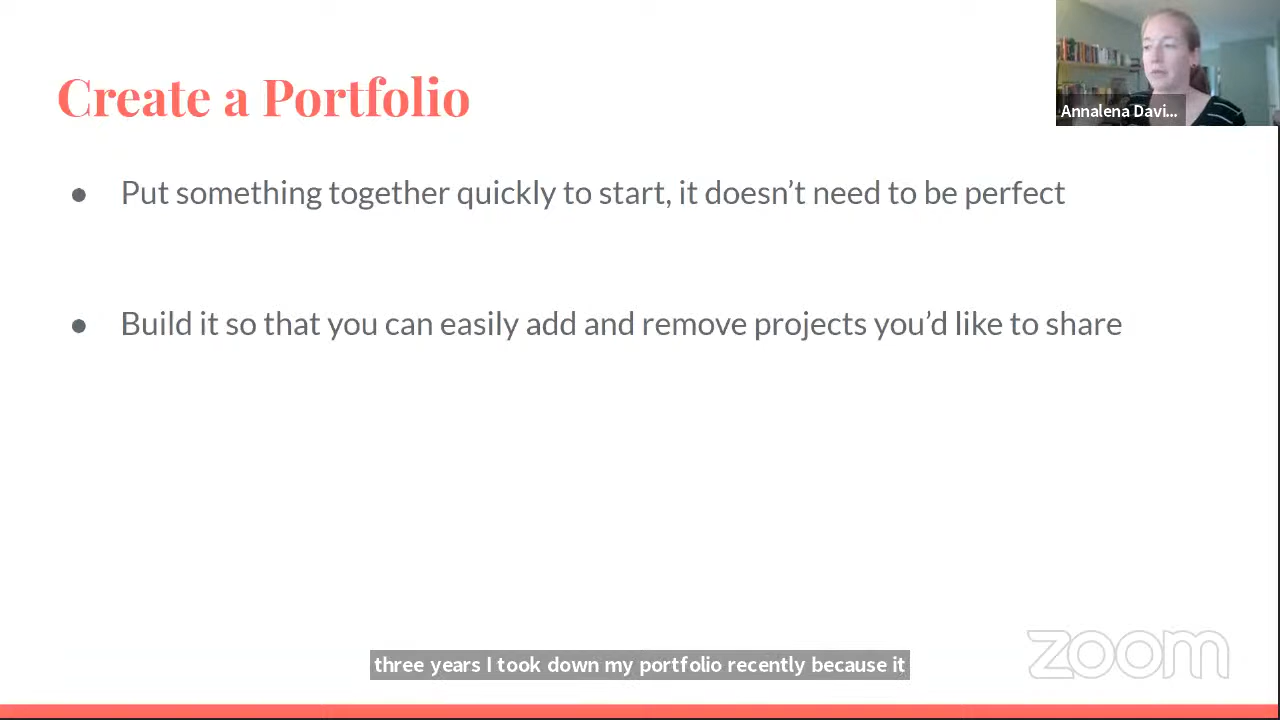 Create a Portfolio
Annalena Davi...
● Put something together quickly to start, it doesn’t need to be perfect
● Build it so that you can easily add and remove projects you’d like to share
three years I took down my portfolio recently because it
zoom